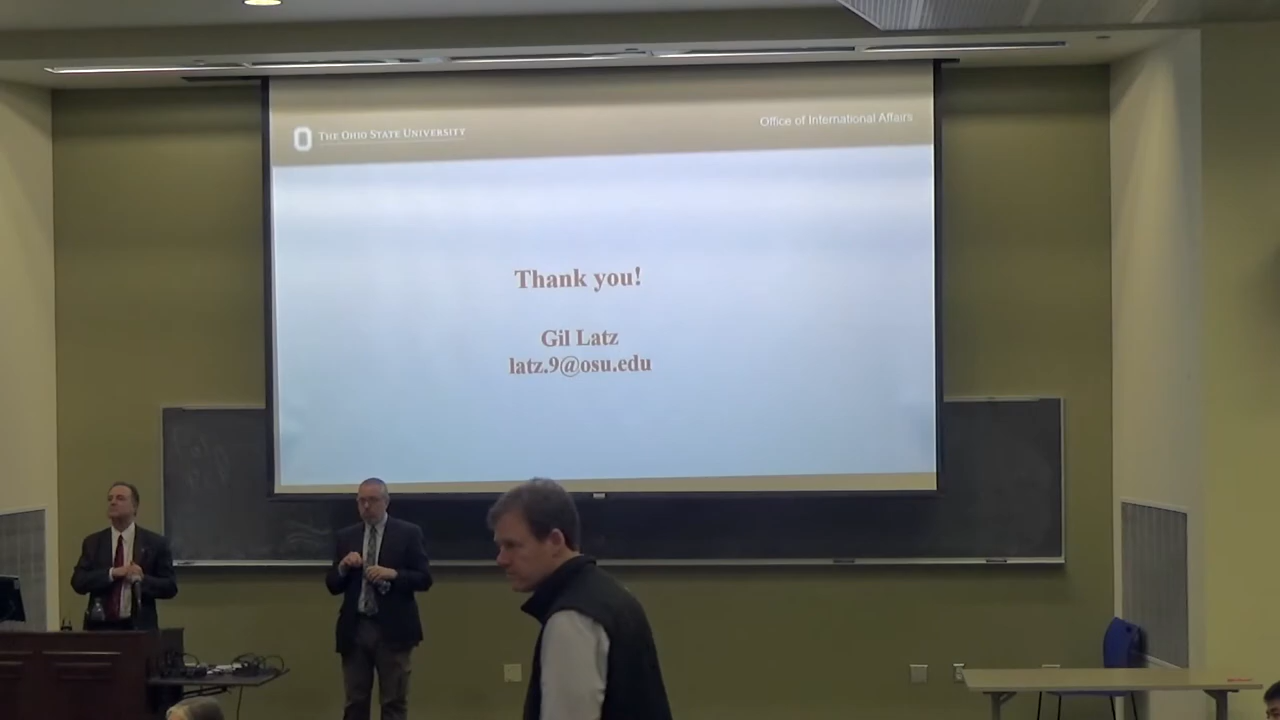 The Ohio State University
Office of International Affairs
Thank you!
Gil Latz
latz.9@osu.edu